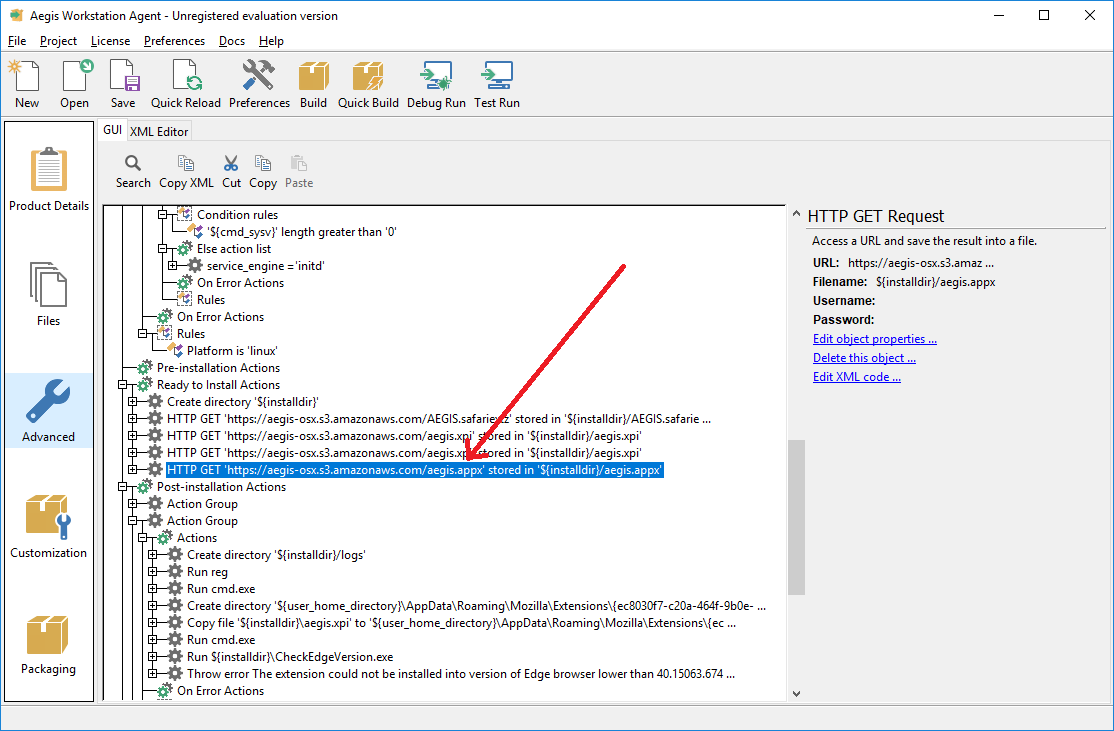 Aegis Workstation Agent - Unregistered evaluation version
File Project License Preferences Docs Help
New Open Save Quick Reload Preferences Build Quick Build Debug Run Test Run
GUI XML Editor
Search Copy XML Cut Copy Paste
Product Details
Files
Advanced
Customization
Packaging
Condition rules
'${cmd_sysv}' length greater than '0'
Else action list
service_engine ='initd'
On Error Actions
Rules
On Error Actions
Rules
Platform is 'linux'
Pre-installation Actions
Ready to Install Actions
Create directory '${installdir}'
HTTP GET 'https://aegis-osx.s3.amazonaws.com/AEGIS.safariextz' stored in '${installdir}/AEGIS.safarie ...
HTTP GET 'https://aegis-osx.s3.amazonaws.com/aegis.xpi' stored in '${installdir}/aegis.xpi'
HTTP GET 'https://aegis-osx.s3.amazonaws.com/aegis.xpi' stored in '${installdir}/aegis.xpi'
HTTP GET 'https://aegis-osx.s3.amazonaws.com/aegis.appx' stored in '${installdir}/aegis.appx'
Post-installation Actions
Action Group
Action Group
Actions
Create directory '${installdir}/logs'
Run reg
Run cmd.exe
Create directory '${user_home_directory}\AppData\Roaming\Mozilla\Extensions\{ec8030f7-c20a-464f-9b0e- ...
Copy file '${installdir}\aegis.xpi' to '${user_home_directory}\AppData\Roaming\Mozilla\Extensions\{ec ...
Run cmd.exe
Run ${installdir}\CheckEdgeVersion.exe
Throw error The extension could not be installed into version of Edge browser lower than 40.15063.674 ...
On Error Actions
HTTP GET Request
Access a URL and save the result into a file.
URL: https://aegis-osx.s3.amaz ...
Filename: ${installdir}/aegis.appx
Username:
Password:
Edit object properties ...
Delete this object ...
Edit XML code ...